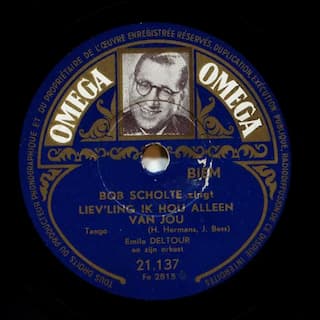 TOUS DROITS DU PRODUCTEUR PHONOGRAPHIQUE ET DU PROPRIÉTAIRE DE L'ŒUVRE ENREGISTRÉE RÉSERVÉS, DUPLICATION EXÉCUTION PUBLIQUE, RADIODIFFUSION DE CE DISQUE INTERDITES
OMEGA OMEGA
BIEM
BOB SCHOLTE zingt
LIEV'LING IK HOU ALLEEN
VAN JOU
Tango (H. Hermans, J. Bess)
Emile DELTOUR
en zijn orkest
21.137
Fo 2815